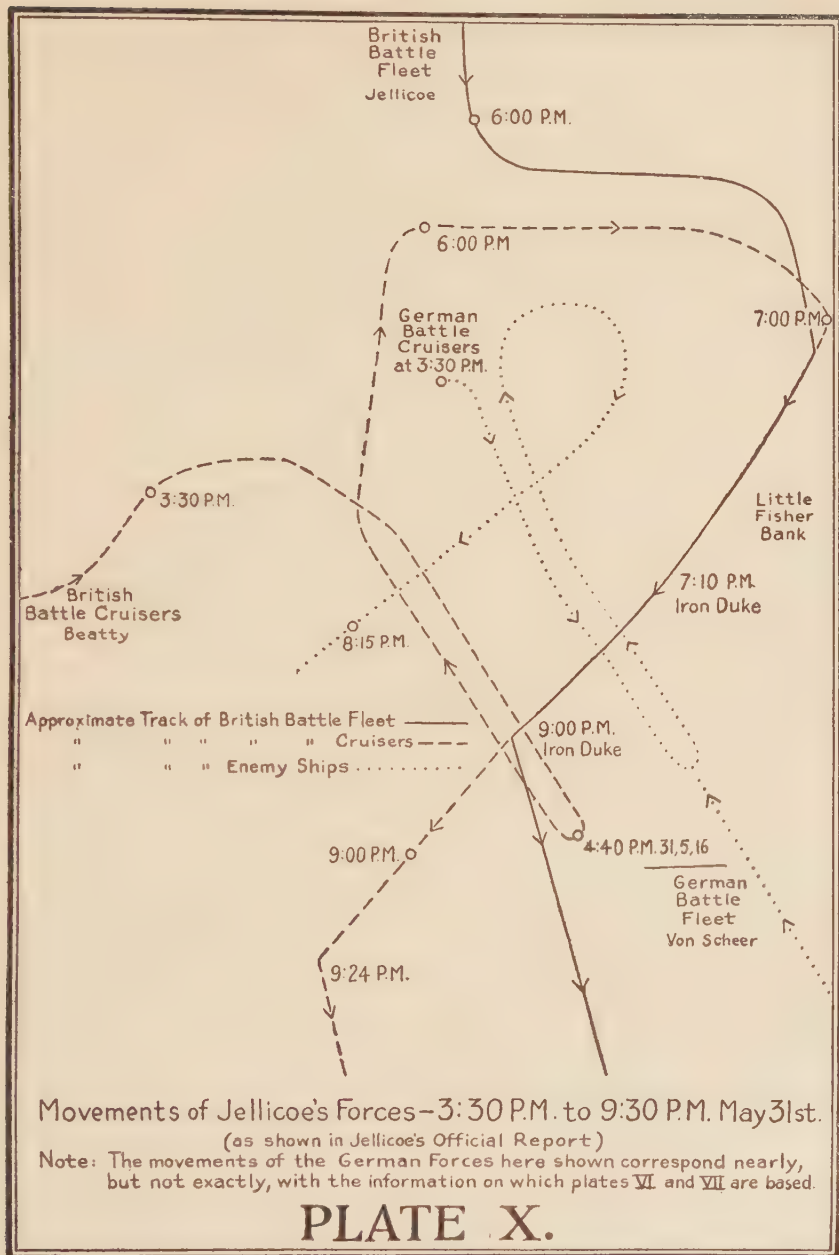 British
Battle
Fleet
Jellicoe
6:00 P.M.
6:00 P.M
7:00 P.M
German
Battle
Cruisers
at 3:30 P.M.
3:30 P.M.
Little
Fisher
Bank
British
Battle Cruisers
Beatty
7:10 P.M.
Iron Duke
8:15 P.M.
Approximate Track of British Battle Fleet
" " " " " Cruisers
" " " Enemy Ships
9:00 P.M.
Iron Duke
9:00 P.M.
4:40 P.M. 31,5,16
German
Battle
Fleet
Von Scheer
9:24 P.M.
Movements of Jellicoe's Forces-3:30 P.M. to 9:30 P.M. May 31st.
(as shown in Jellicoe's Official Report)
Note: The movements of the German Forces here shown correspond nearly,
but not exactly, with the information on which plates VI and VII are based.
PLATE X.